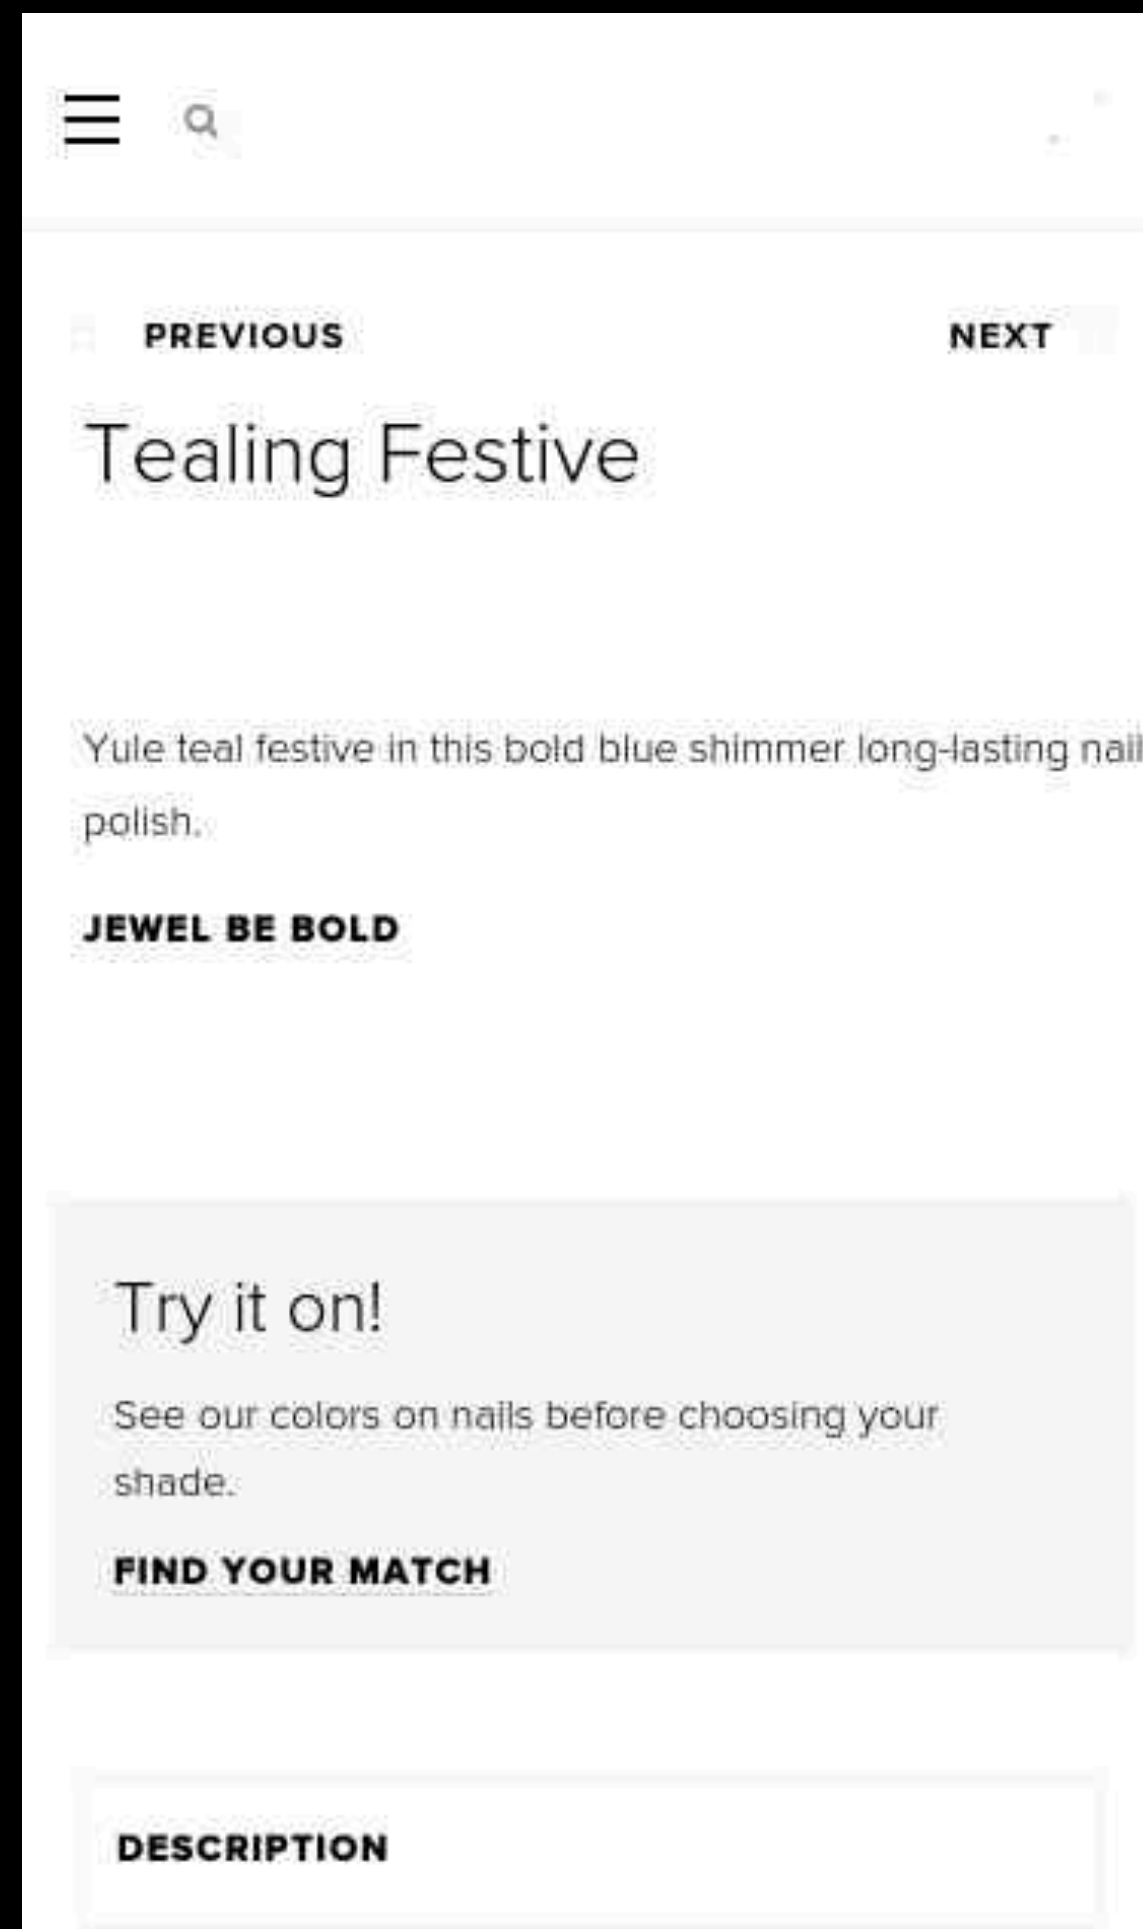 PREVIOUS NEXT
Tealing Festive
Yule teal festive in this bold blue shimmer long-lasting nail
polish.
JEWEL BE BOLD
Try it on!
See our colors on nails before choosing your
shade.
FIND YOUR MATCH
DESCRIPTION